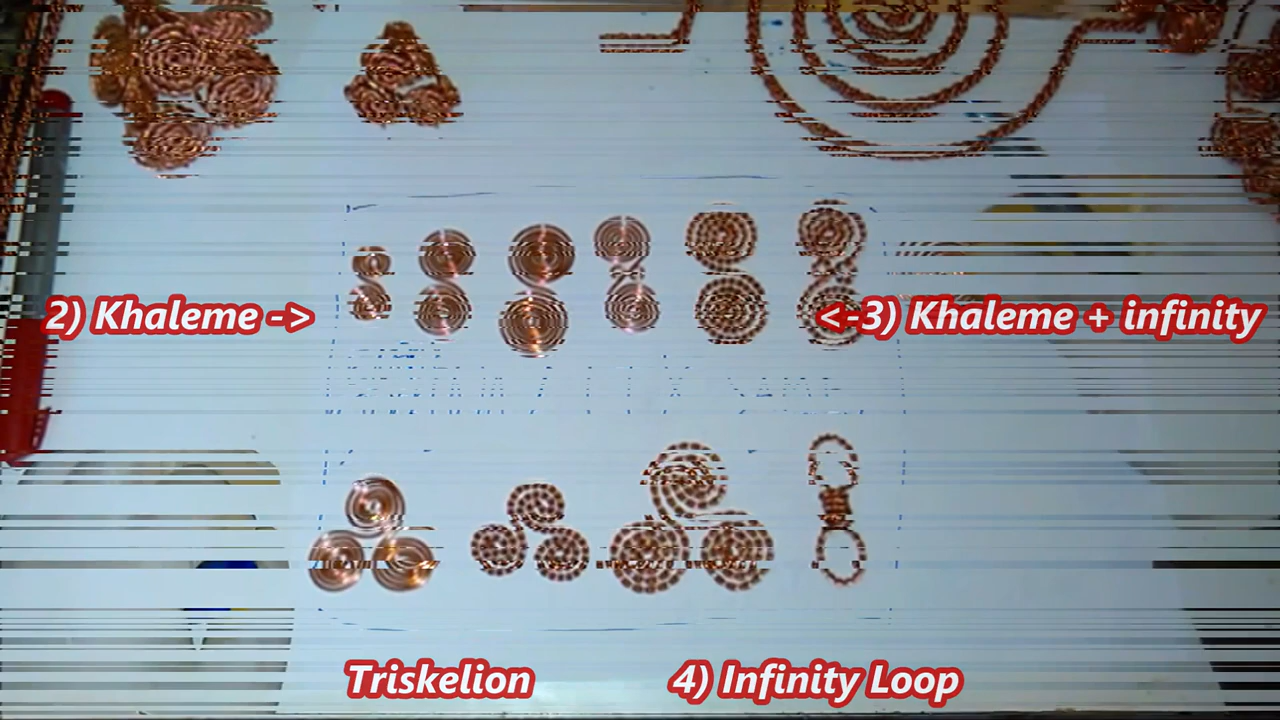 2) Khaleme ->
<-3) Khaleme + infinity
Triskelion
4) Infinity Loop